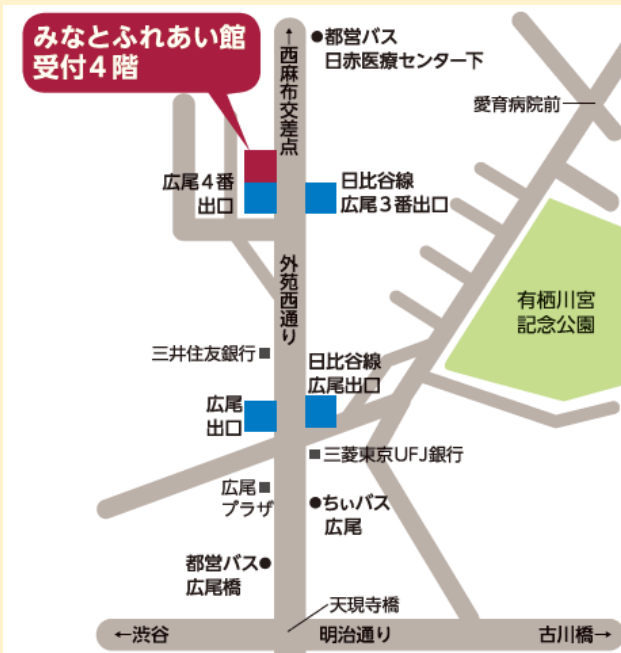 みなとふれあい館
受付4階
↑西麻布交差点
●都営バス
日赤医療センター下
愛育病院前
広尾4番
出口
日比谷線
広尾3番出口
外苑西通り
有栖川宮
記念公園
三井住友銀行■
日比谷線
広尾出口
広尾
出口
■三菱東京UFJ銀行
広尾■
プラザ
●ちぃバス
広尾
都営バス●
広尾橋
天現寺橋
←渋谷
明治通り
古川橋→